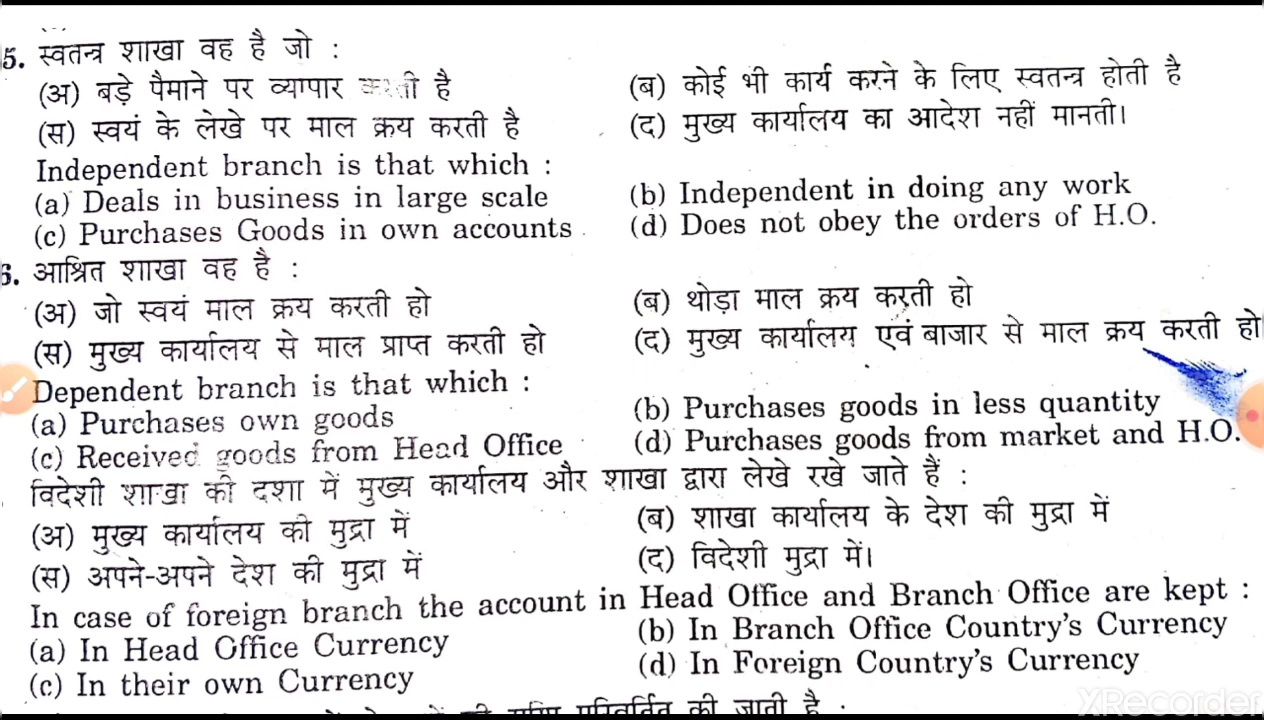 5. स्वतन्त्र शाखा वह है जो :
(अ) बड़े पैमाने पर व्यापार करती है (ब) कोई भी कार्य करने के लिए स्वतन्त्र होती है
(स) स्वयं के लेखे पर माल क्रय करती है (द) मुख्य कार्यालय का आदेश नहीं मानती।
Independent branch is that which :
(a) Deals in business in large scale (b) Independent in doing any work
(c) Purchases Goods in own accounts (d) Does not obey the orders of H.O.
6. आश्रित शाखा वह है :
(अ) जो स्वयं माल क्रय करती हो (ब) थोड़ा माल क्रय करती हो
(स) मुख्य कार्यालय से माल प्राप्त करती हो (द) मुख्य कार्यालय एवं बाजार से माल क्रय करती हो
Dependent branch is that which :
(a) Purchases own goods (b) Purchases goods in less quantity
(c) Received goods from Head Office (d) Purchases goods from market and H.O.
विदेशी शाखा की दशा में मुख्य कार्यालय और शाखा द्वारा लेखे रखे जाते हैं :
(अ) मुख्य कार्यालय की मुद्रा में (ब) शाखा कार्यालय के देश की मुद्रा में
(स) अपने-अपने देश की मुद्रा में (द) विदेशी मुद्रा में।
In case of foreign branch the account in Head Office and Branch Office are kept :
(a) In Head Office Currency (b) In Branch Office Country's Currency
(c) In their own Currency (d) In Foreign Country's Currency
परिवर्तित की जाती है :
XRecorder